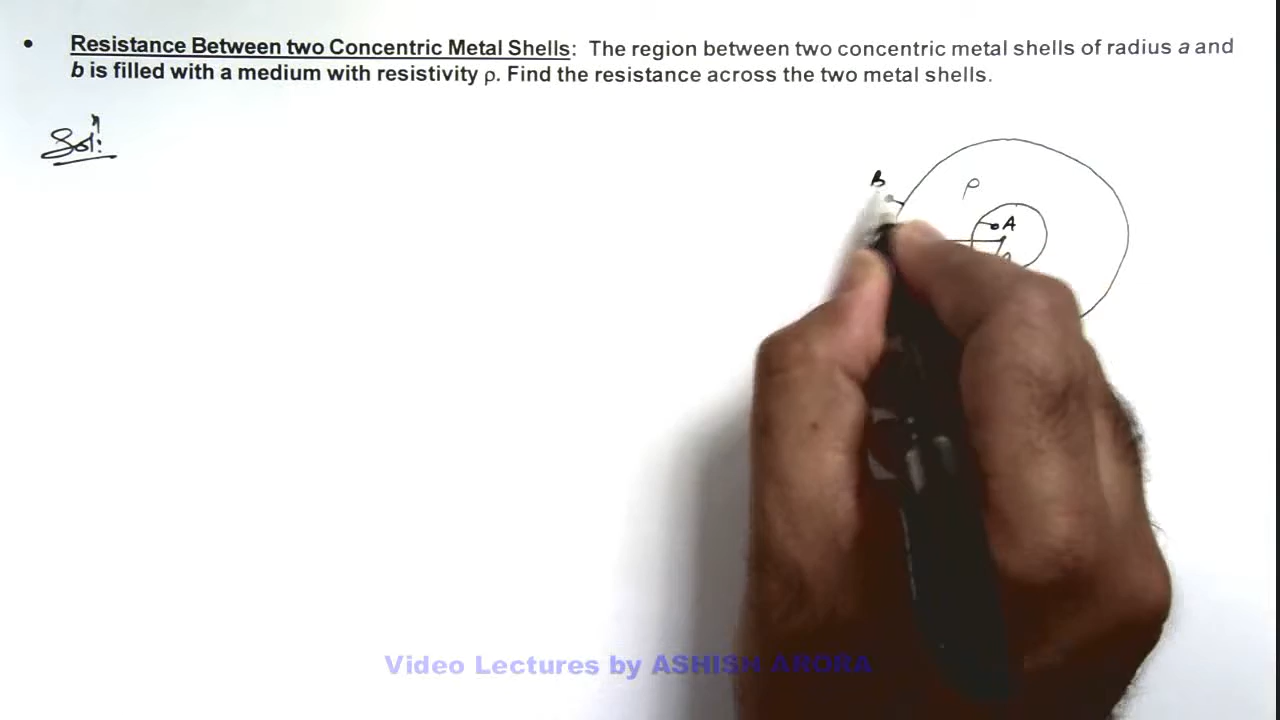 • Resistance Between two Concentric Metal Shells: The region between two concentric metal shells of radius a and
b is filled with a medium with resistivity ρ. Find the resistance across the two metal shells.
Solⁿ:
B
ρ
A
Video Lectures by ASHISH ARORA